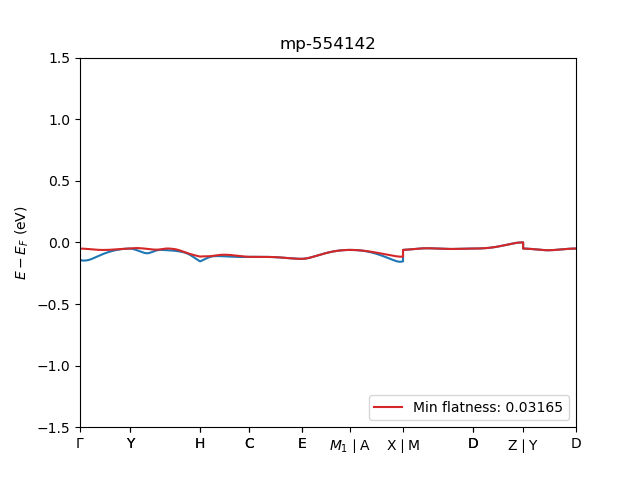 mp-554142
E − E_F (eV)
1.5
1.0
0.5
0.0
−0.5
−1.0
−1.5
Min flatness: 0.03165
Γ Y H C E M₁ | A X | M D Z | Y D